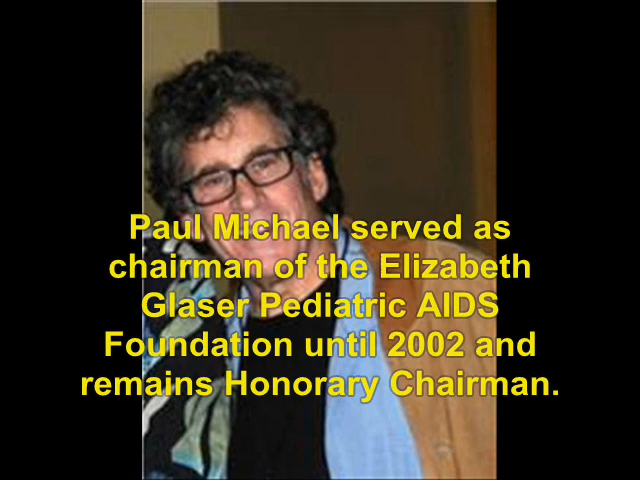 Paul Michael served as
chairman of the Elizabeth
Glaser Pediatric AIDS
Foundation until 2002 and
remains Honorary Chairman.